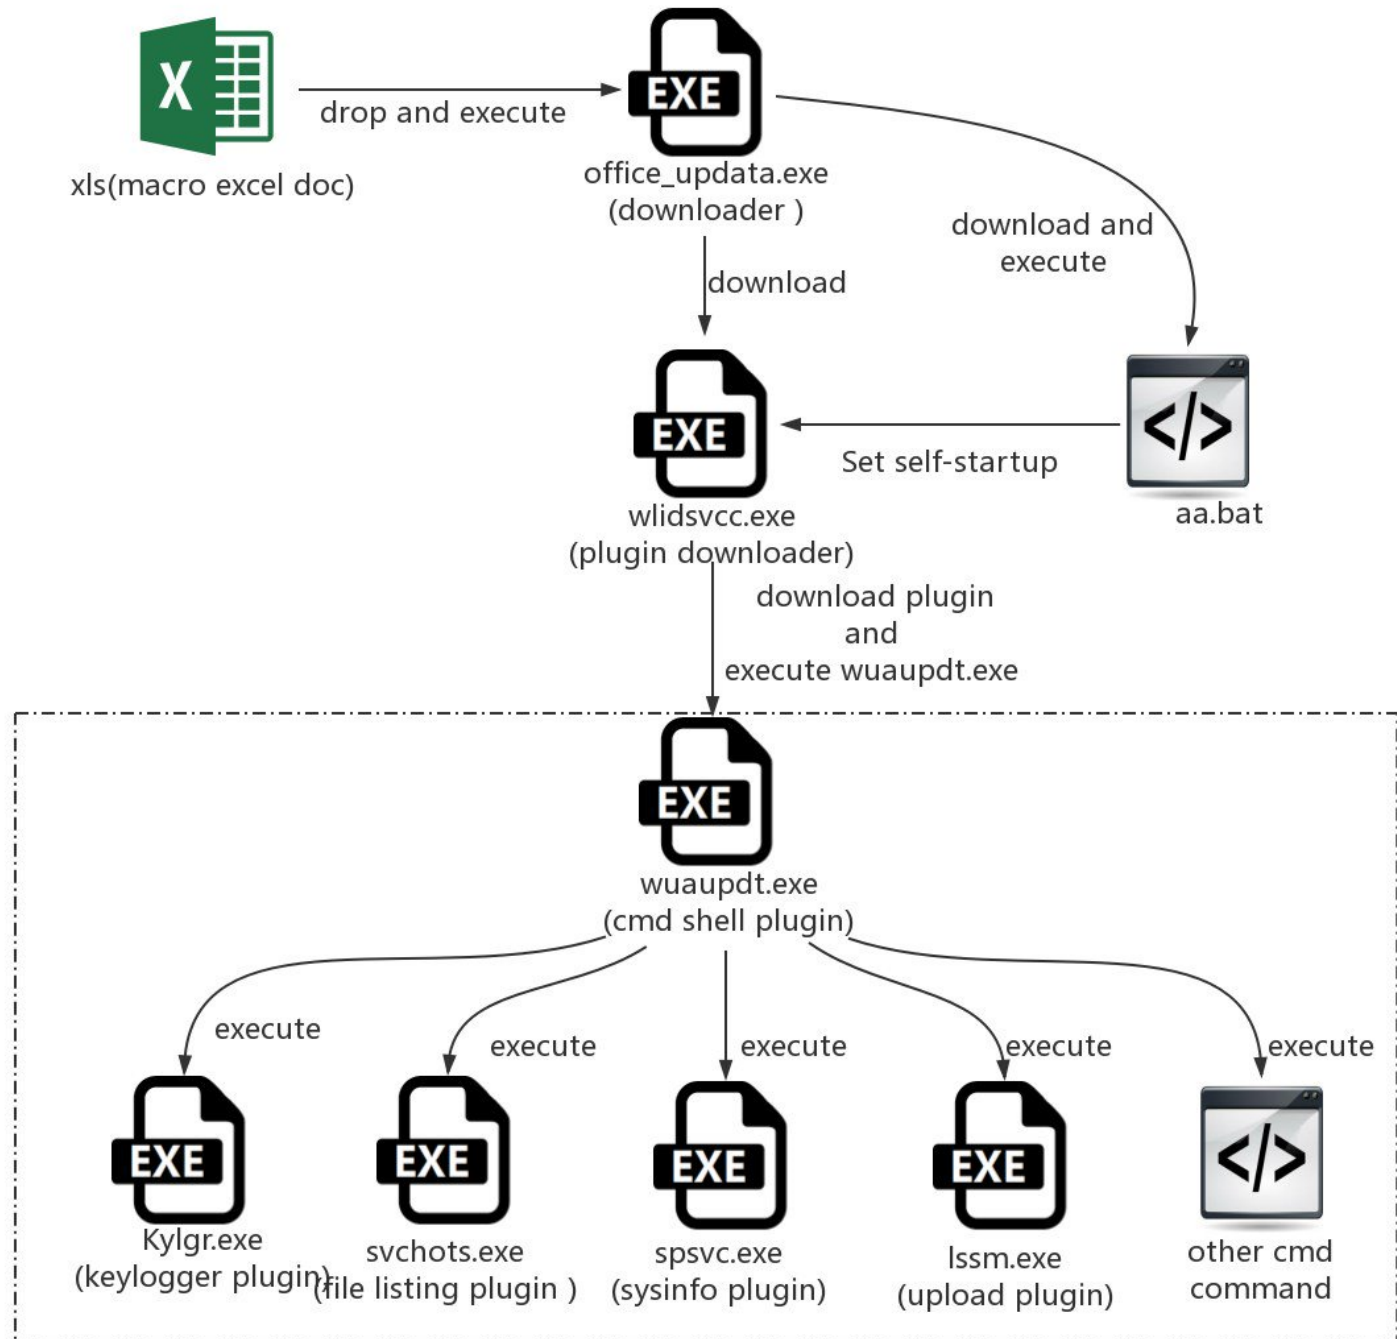 X
EXE
drop and execute
xls(macro excel doc)
office_updata.exe
(downloader )
download and
execute
download
EXE
</>
Set self-startup
wlidsvcc.exe
(plugin downloader)
aa.bat
download plugin
and
execute wuaupdt.exe
EXE
wuaupdt.exe
(cmd shell plugin)
execute
execute
execute
execute
execute
EXE
EXE
EXE
EXE
</>
Kylgr.exe
(keylogger plugin)
svchots.exe
(file listing plugin )
spsvc.exe
(sysinfo plugin)
lssm.exe
(upload plugin)
other cmd
command